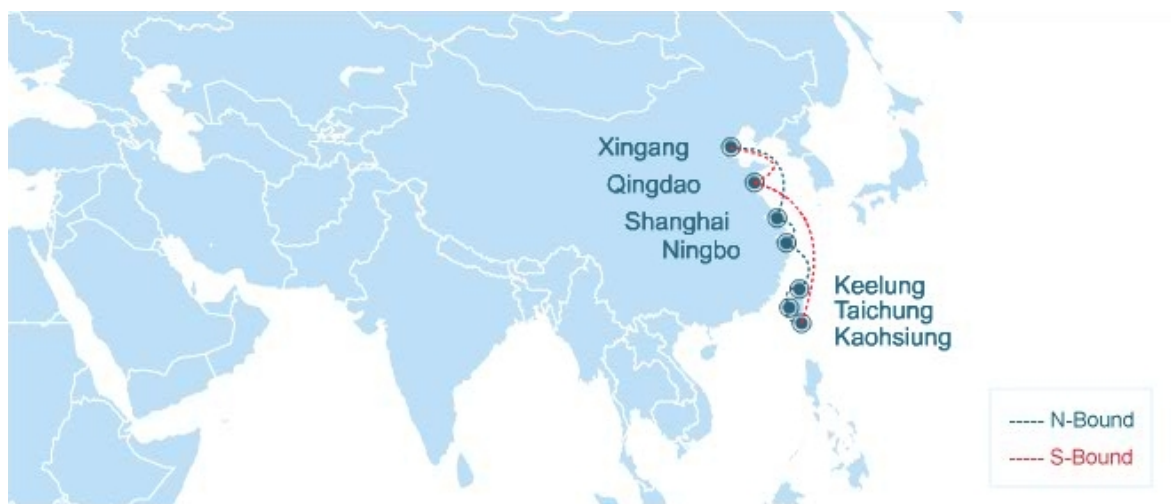 Xingang
Qingdao
Shanghai
Ningbo
Keelung
Taichung
Kaohsiung
N-Bound
S-Bound